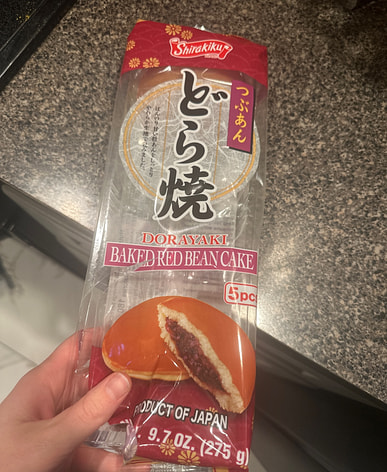 Shirakiku
つぶあん
どら焼
DORAYAKI
BAKED RED BEAN CAKE
5pc
PRODUCT OF JAPAN
. 9.7 OZ. (275 g)